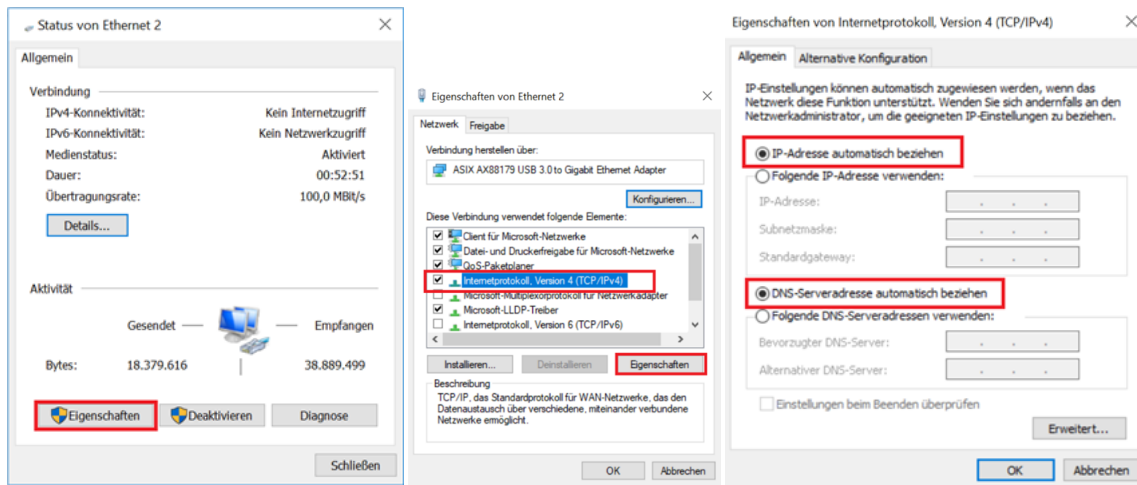 Status von Ethernet 2
Allgemein
Verbindung
IPv4-Konnektivität: Kein Internetzugriff
IPv6-Konnektivität: Kein Netzwerkzugriff
Medienstatus: Aktiviert
Dauer: 00:52:51
Übertragungsrate: 100,0 MBit/s
Details...
Aktivität
Gesendet — — Empfangen
Bytes: 18.379.616 38.889.499
Eigenschaften Deaktivieren Diagnose
Schließen
Eigenschaften von Ethernet 2
Netzwerk Freigabe
Verbindung herstellen über:
ASIX AX88179 USB 3.0 to Gigabit Ethernet Adapter
Konfigurieren...
Diese Verbindung verwendet folgende Elemente:
Client für Microsoft-Netzwerke
Datei- und Druckerfreigabe für Microsoft-Netzwerke
QoS-Paketplaner
Internetprotokoll, Version 4 (TCP/IPv4)
Microsoft-Multiplexorprotokoll für Netzwerkadapter
Microsoft-LLDP-Treiber
Internetprotokoll, Version 6 (TCP/IPv6)
Installieren... Deinstallieren Eigenschaften
Beschreibung
TCP/IP, das Standardprotokoll für WAN-Netzwerke, das den
Datenaustausch über verschiedene, miteinander verbundene
Netzwerke ermöglicht.
OK Abbrechen
Eigenschaften von Internetprotokoll, Version 4 (TCP/IPv4)
Allgemein Alternative Konfiguration
IP-Einstellungen können automatisch zugewiesen werden, wenn das
Netzwerk diese Funktion unterstützt. Wenden Sie sich andernfalls an den
Netzwerkadministrator, um die geeigneten IP-Einstellungen zu beziehen.
IP-Adresse automatisch beziehen
Folgende IP-Adresse verwenden:
IP-Adresse: . . .
Subnetzmaske: . . .
Standardgateway: . . .
DNS-Serveradresse automatisch beziehen
Folgende DNS-Serveradressen verwenden:
Bevorzugter DNS-Server: . . .
Alternativer DNS-Server: . . .
Einstellungen beim Beenden überprüfen
Erweitert...
OK Abbrechen